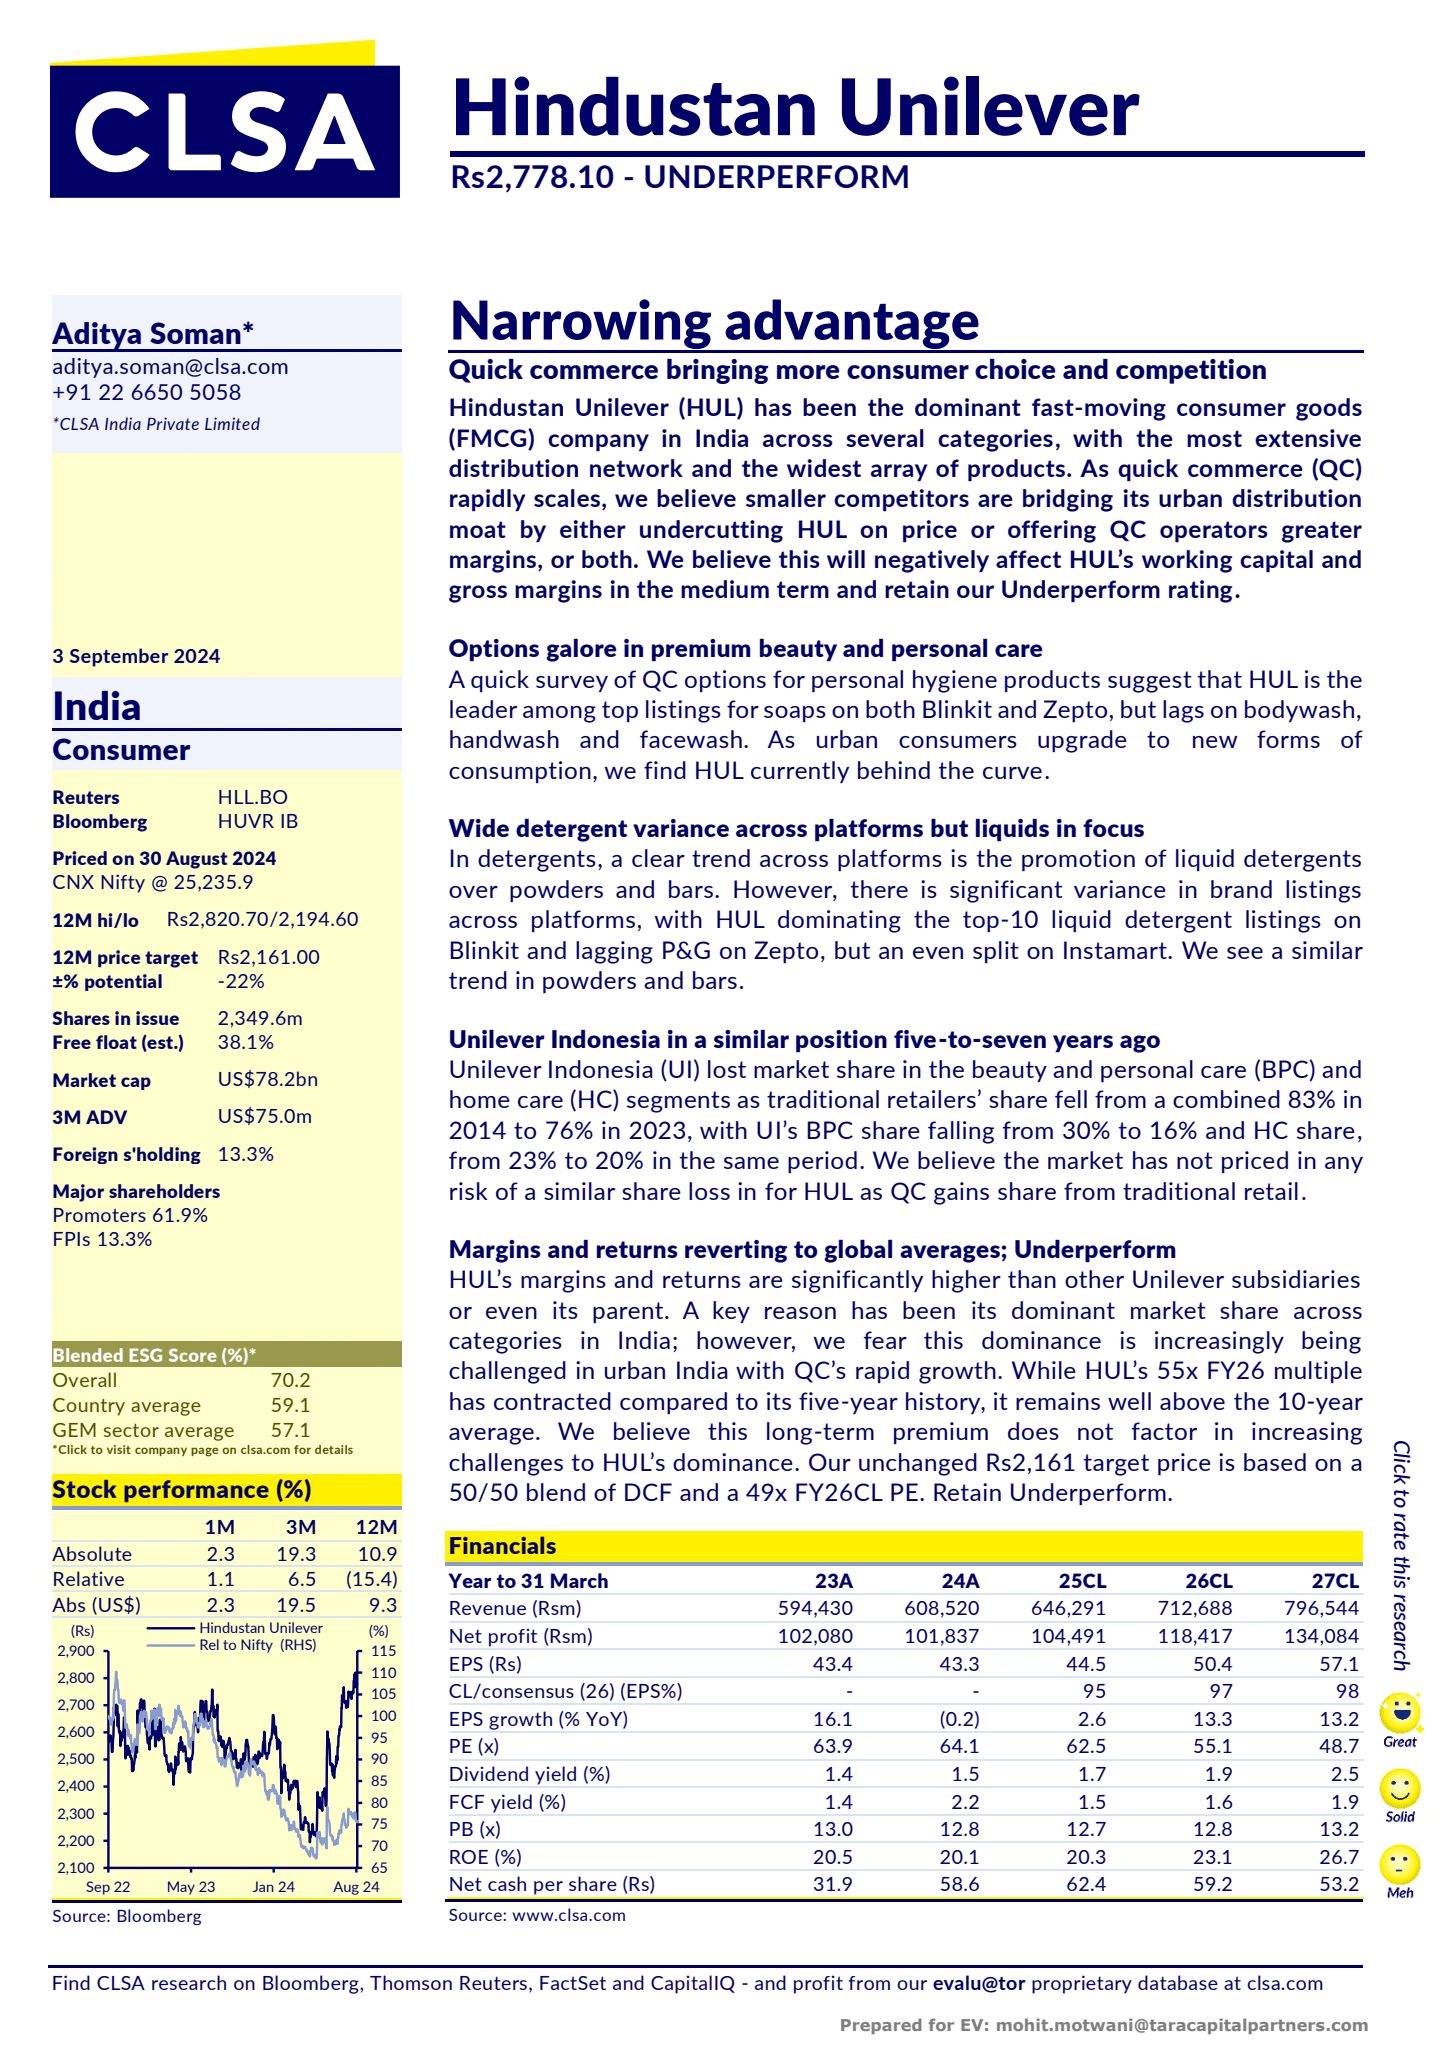 CLSA
Hindustan Unilever
Rs2,778.10 - UNDERPERFORM
Aditya Soman*
aditya.soman@clsa.com
+91 22 6650 5058
*CLSA India Private Limited
3 September 2024
India
Consumer
Reuters HLL.BO
Bloomberg HUVR IB
Priced on 30 August 2024
CNX Nifty @ 25,235.9
12M hi/lo Rs2,820.70/2,194.60
12M price target Rs2,161.00
±% potential -22%
Shares in issue 2,349.6m
Free float (est.) 38.1%
Market cap US$78.2bn
3M ADV US$75.0m
Foreign s'holding 13.3%
Major shareholders
Promoters 61.9%
FPIs 13.3%
Blended ESG Score (%)*
Overall 70.2
Country average 59.1
GEM sector average 57.1
*Click to visit company page on clsa.com for details
Stock performance (%)
1M 3M 12M
Absolute 2.3 19.3 10.9
Relative 1.1 6.5 (15.4)
Abs (US$) 2.3 19.5 9.3
(Rs) Hindustan Unilever (%)
Rel to Nifty (RHS)
2,900 115
2,800 110
2,700 105
2,600 100
2,500 95
2,400 90
2,300 85
2,200 80
2,100 75
70
65
Sep 22 May 23 Jan 24 Aug 24
Source: Bloomberg
Narrowing advantage
Quick commerce bringing more consumer choice and competition
Hindustan Unilever (HUL) has been the dominant fast-moving consumer goods
(FMCG) company in India across several categories, with the most extensive
distribution network and the widest array of products. As quick commerce (QC)
rapidly scales, we believe smaller competitors are bridging its urban distribution
moat by either undercutting HUL on price or offering QC operators greater
margins, or both. We believe this will negatively affect HUL’s working capital and
gross margins in the medium term and retain our Underperform rating.
Options galore in premium beauty and personal care
A quick survey of QC options for personal hygiene products suggest that HUL is the
leader among top listings for soaps on both Blinkit and Zepto, but lags on bodywash,
handwash and facewash. As urban consumers upgrade to new forms of
consumption, we find HUL currently behind the curve.
Wide detergent variance across platforms but liquids in focus
In detergents, a clear trend across platforms is the promotion of liquid detergents
over powders and bars. However, there is significant variance in brand listings
across platforms, with HUL dominating the top-10 liquid detergent listings on
Blinkit and lagging P&G on Zepto, but an even split on Instamart. We see a similar
trend in powders and bars.
Unilever Indonesia in a similar position five-to-seven years ago
Unilever Indonesia (UI) lost market share in the beauty and personal care (BPC) and
home care (HC) segments as traditional retailers’ share fell from a combined 83% in
2014 to 76% in 2023, with UI’s BPC share falling from 30% to 16% and HC share,
from 23% to 20% in the same period. We believe the market has not priced in any
risk of a similar share loss in for HUL as QC gains share from traditional retail.
Margins and returns reverting to global averages; Underperform
HUL’s margins and returns are significantly higher than other Unilever subsidiaries
or even its parent. A key reason has been its dominant market share across
categories in India; however, we fear this dominance is increasingly being
challenged in urban India with QC’s rapid growth. While HUL’s 55x FY26 multiple
has contracted compared to its five-year history, it remains well above the 10-year
average. We believe this long-term premium does not factor in increasing
challenges to HUL’s dominance. Our unchanged Rs2,161 target price is based on a
50/50 blend of DCF and a 49x FY26CL PE. Retain Underperform.
Financials
Year to 31 March 23A 24A 25CL 26CL 27CL
Revenue (Rsm) 594,430 608,520 646,291 712,688 796,544
Net profit (Rsm) 102,080 101,837 104,491 118,417 134,084
EPS (Rs) 43.4 43.3 44.5 50.4 57.1
CL/consensus (26) (EPS%) - - 95 97 98
EPS growth (% YoY) 16.1 (0.2) 2.6 13.3 13.2
PE (x) 63.9 64.1 62.5 55.1 48.7
Dividend yield (%) 1.4 1.5 1.7 1.9 2.5
FCF yield (%) 1.4 2.2 1.5 1.6 1.9
PB (x) 13.0 12.8 12.7 12.8 13.2
ROE (%) 20.5 20.1 20.3 23.1 26.7
Net cash per share (Rs) 31.9 58.6 62.4 59.2 53.2
Source: www.clsa.com
Click to rate this research
Great
Solid
Meh
Find CLSA research on Bloomberg, Thomson Reuters, FactSet and CapitalIQ - and profit from our evalu@tor proprietary database at clsa.com
Prepared for EV: mohit.motwani@taracapitalpartners.com